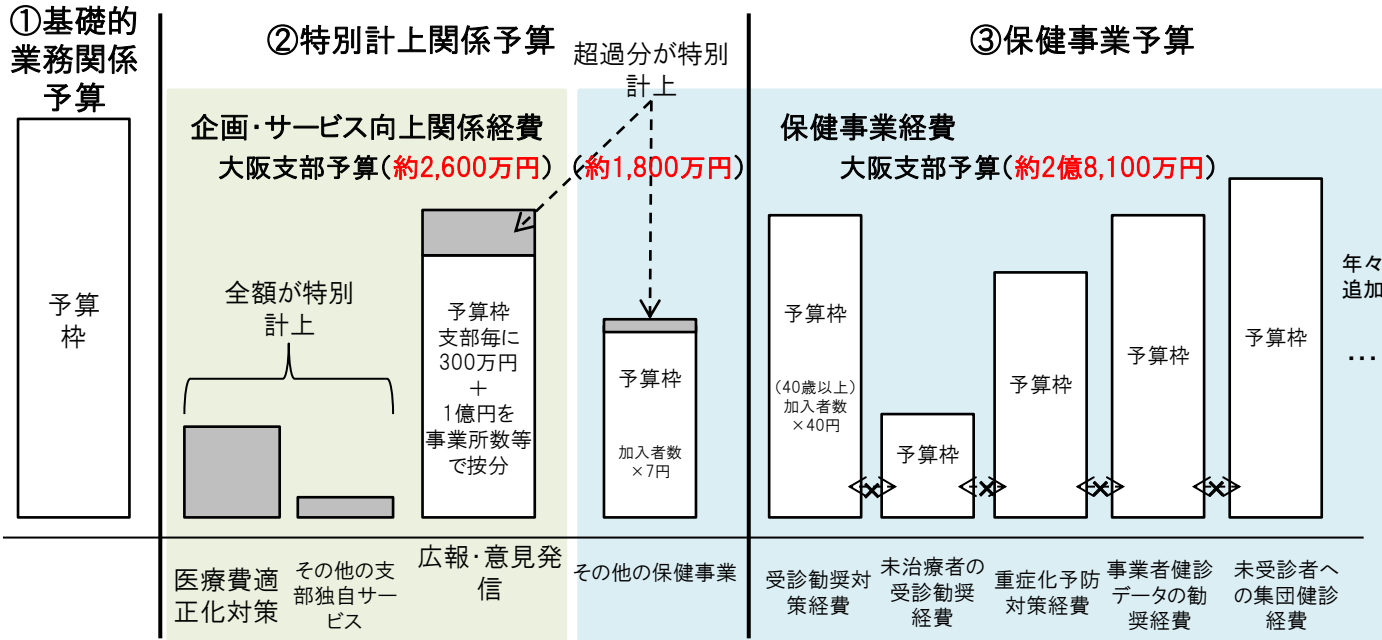 ①基礎的
業務関係
予算
②特別計上関係予算
③保健事業予算
超過分が特別
計上
企画・サービス向上関係経費
大阪支部予算(約2,600万円)
(約1,800万円)
保健事業経費
大阪支部予算(約2億8,100万円)
予算
枠
全額が特別
計上
予算枠
支部毎に
300万円
＋
1億円を
事業所数等
で按分
予算枠
加入者数
×7円
予算枠
(40歳以上)
加入者数
×40円
予算枠
予算枠
予算枠
予算枠
年々
追加
…
医療費適
正化対策
その他の支
部独自サー
ビス
広報・意見発
信
その他の保健事業
受診勧奨対
策経費
未治療者の
受診勧奨
経費
重症化予防
対策経費
事業者健診
データの勧
奨経費
未受診者へ
の集団健診
経費